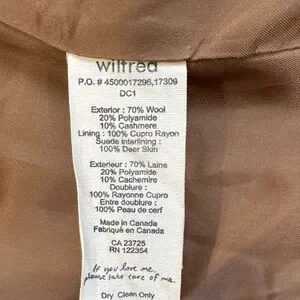 wilfred
P.O. # 4500017296,17309
DC1
Exterior : 70% Wool
20% Polyamide
10% Cashmere
Lining : 100% Cupro Rayon
Suede Interlining :
100% Deer Skin
Exterieur : 70% Laine
20% Polyamide
10% Cachemire
Doublure :
100% Rayonne Cupro
Entre doublure :
100% Peau de cerf
Made in Canada
Fabriqué en Canada
CA 23725
RN 122354
If you love me,
please take care of me.
Dry Clean Only